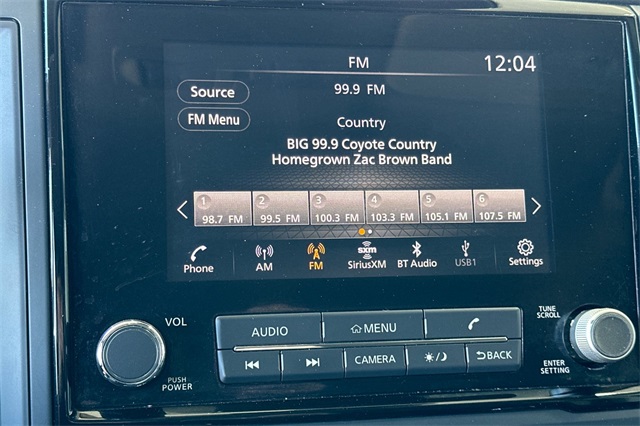 FM
12:04
Source
99.9 FM
FM Menu
Country
BIG 99.9 Coyote Country
Homegrown Zac Brown Band
1 2 3 4 5 6
98.7 FM 99.5 FM 100.3 FM 103.3 FM 105.1 FM 107.5 FM
sxm
Phone AM FM SiriusXM BT Audio USB1 Settings
VOL
AUDIO MENU
TUNE
SCROLL
PUSH
POWER
CAMERA BACK
ENTER
SETTING